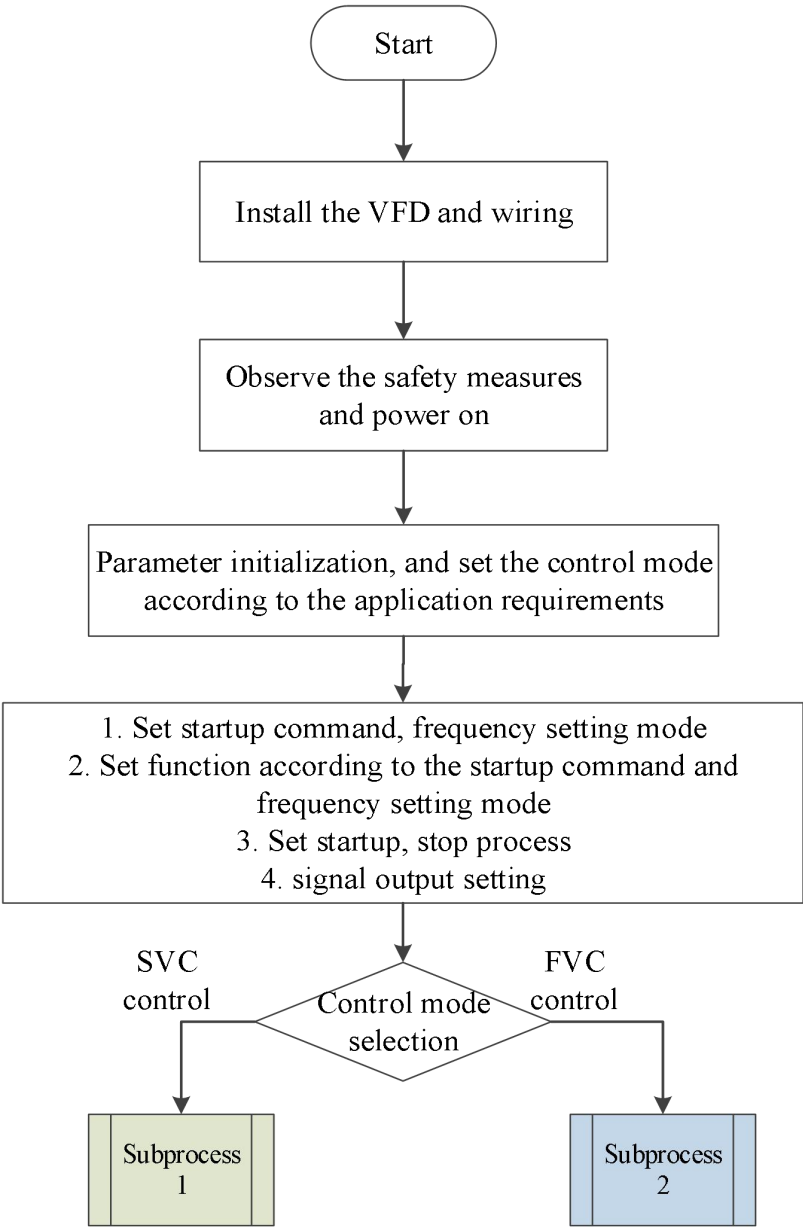 Start
Install the VFD and wiring
Observe the safety measures
and power on
Parameter initialization, and set the control mode
according to the application requirements
1. Set startup command, frequency setting mode
2. Set function according to the startup command and
frequency setting mode
3. Set startup, stop process
4. signal output setting
SVC
control
FVC
control
Control mode
selection
Subprocess
1
Subprocess
2